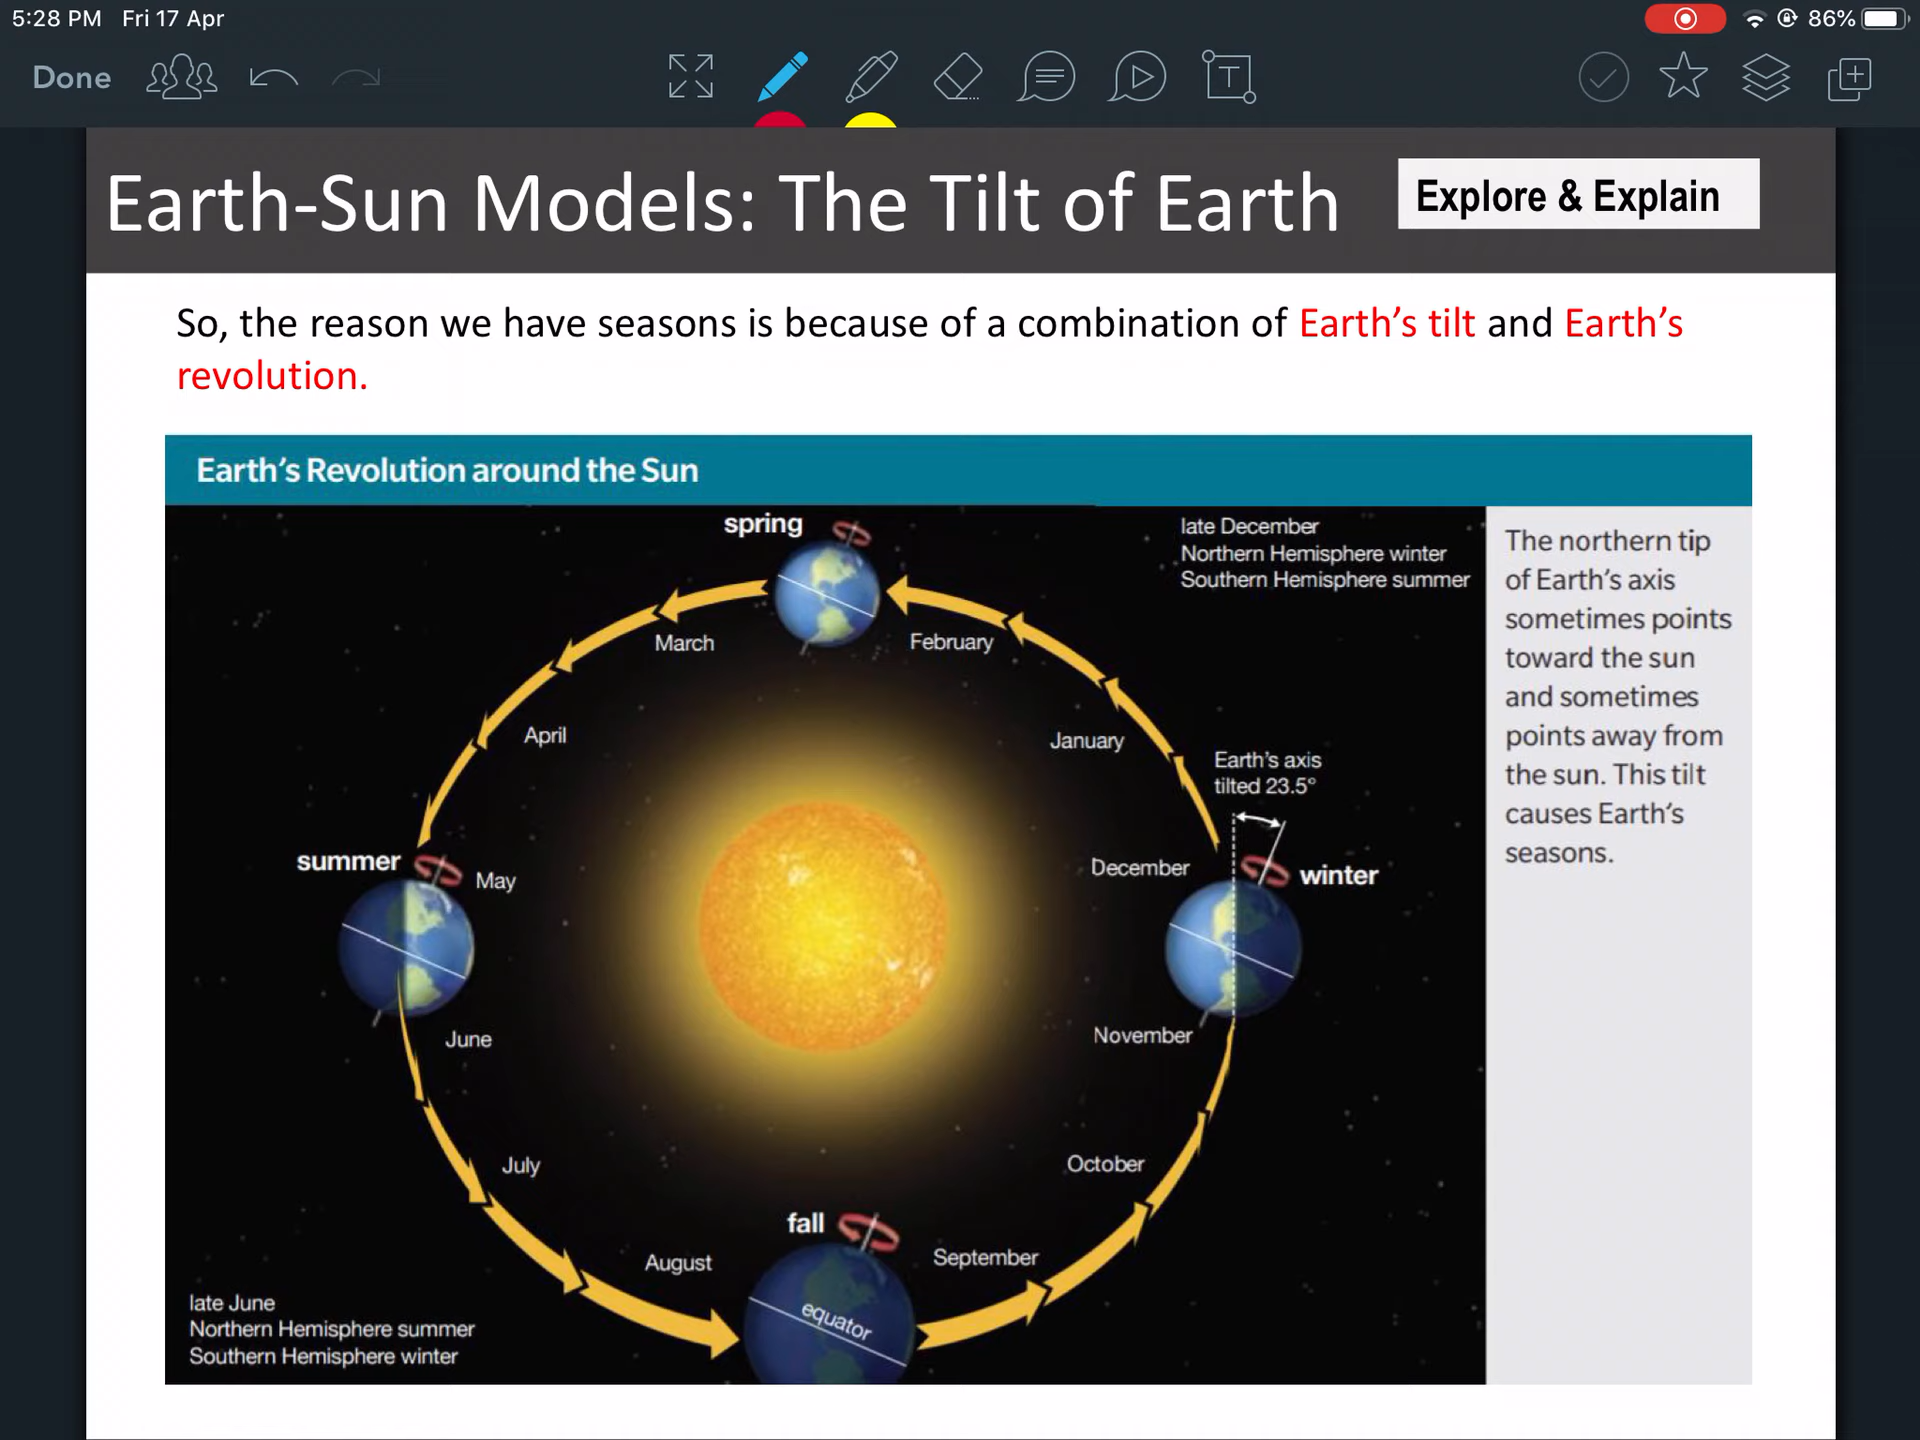 5:28 PM Fri 17 Apr
86%
Done
T
Earth-Sun Models: The Tilt of Earth
Explore & Explain
So, the reason we have seasons is because of a combination of Earth's tilt and Earth's
revolution.
Earth's Revolution around the Sun
spring
late December
Northern Hemisphere winter
Southern Hemisphere summer
The northern tip
of Earth's axis
sometimes points
toward the sun
and sometimes
points away from
the sun. This tilt
causes Earth's
seasons.
March
February
April
January
Earth's axis
tilted 23.5°
summer
May
December
winter
June
November
July
October
fall
August
September
equator
late June
Northern Hemisphere summer
Southern Hemisphere winter